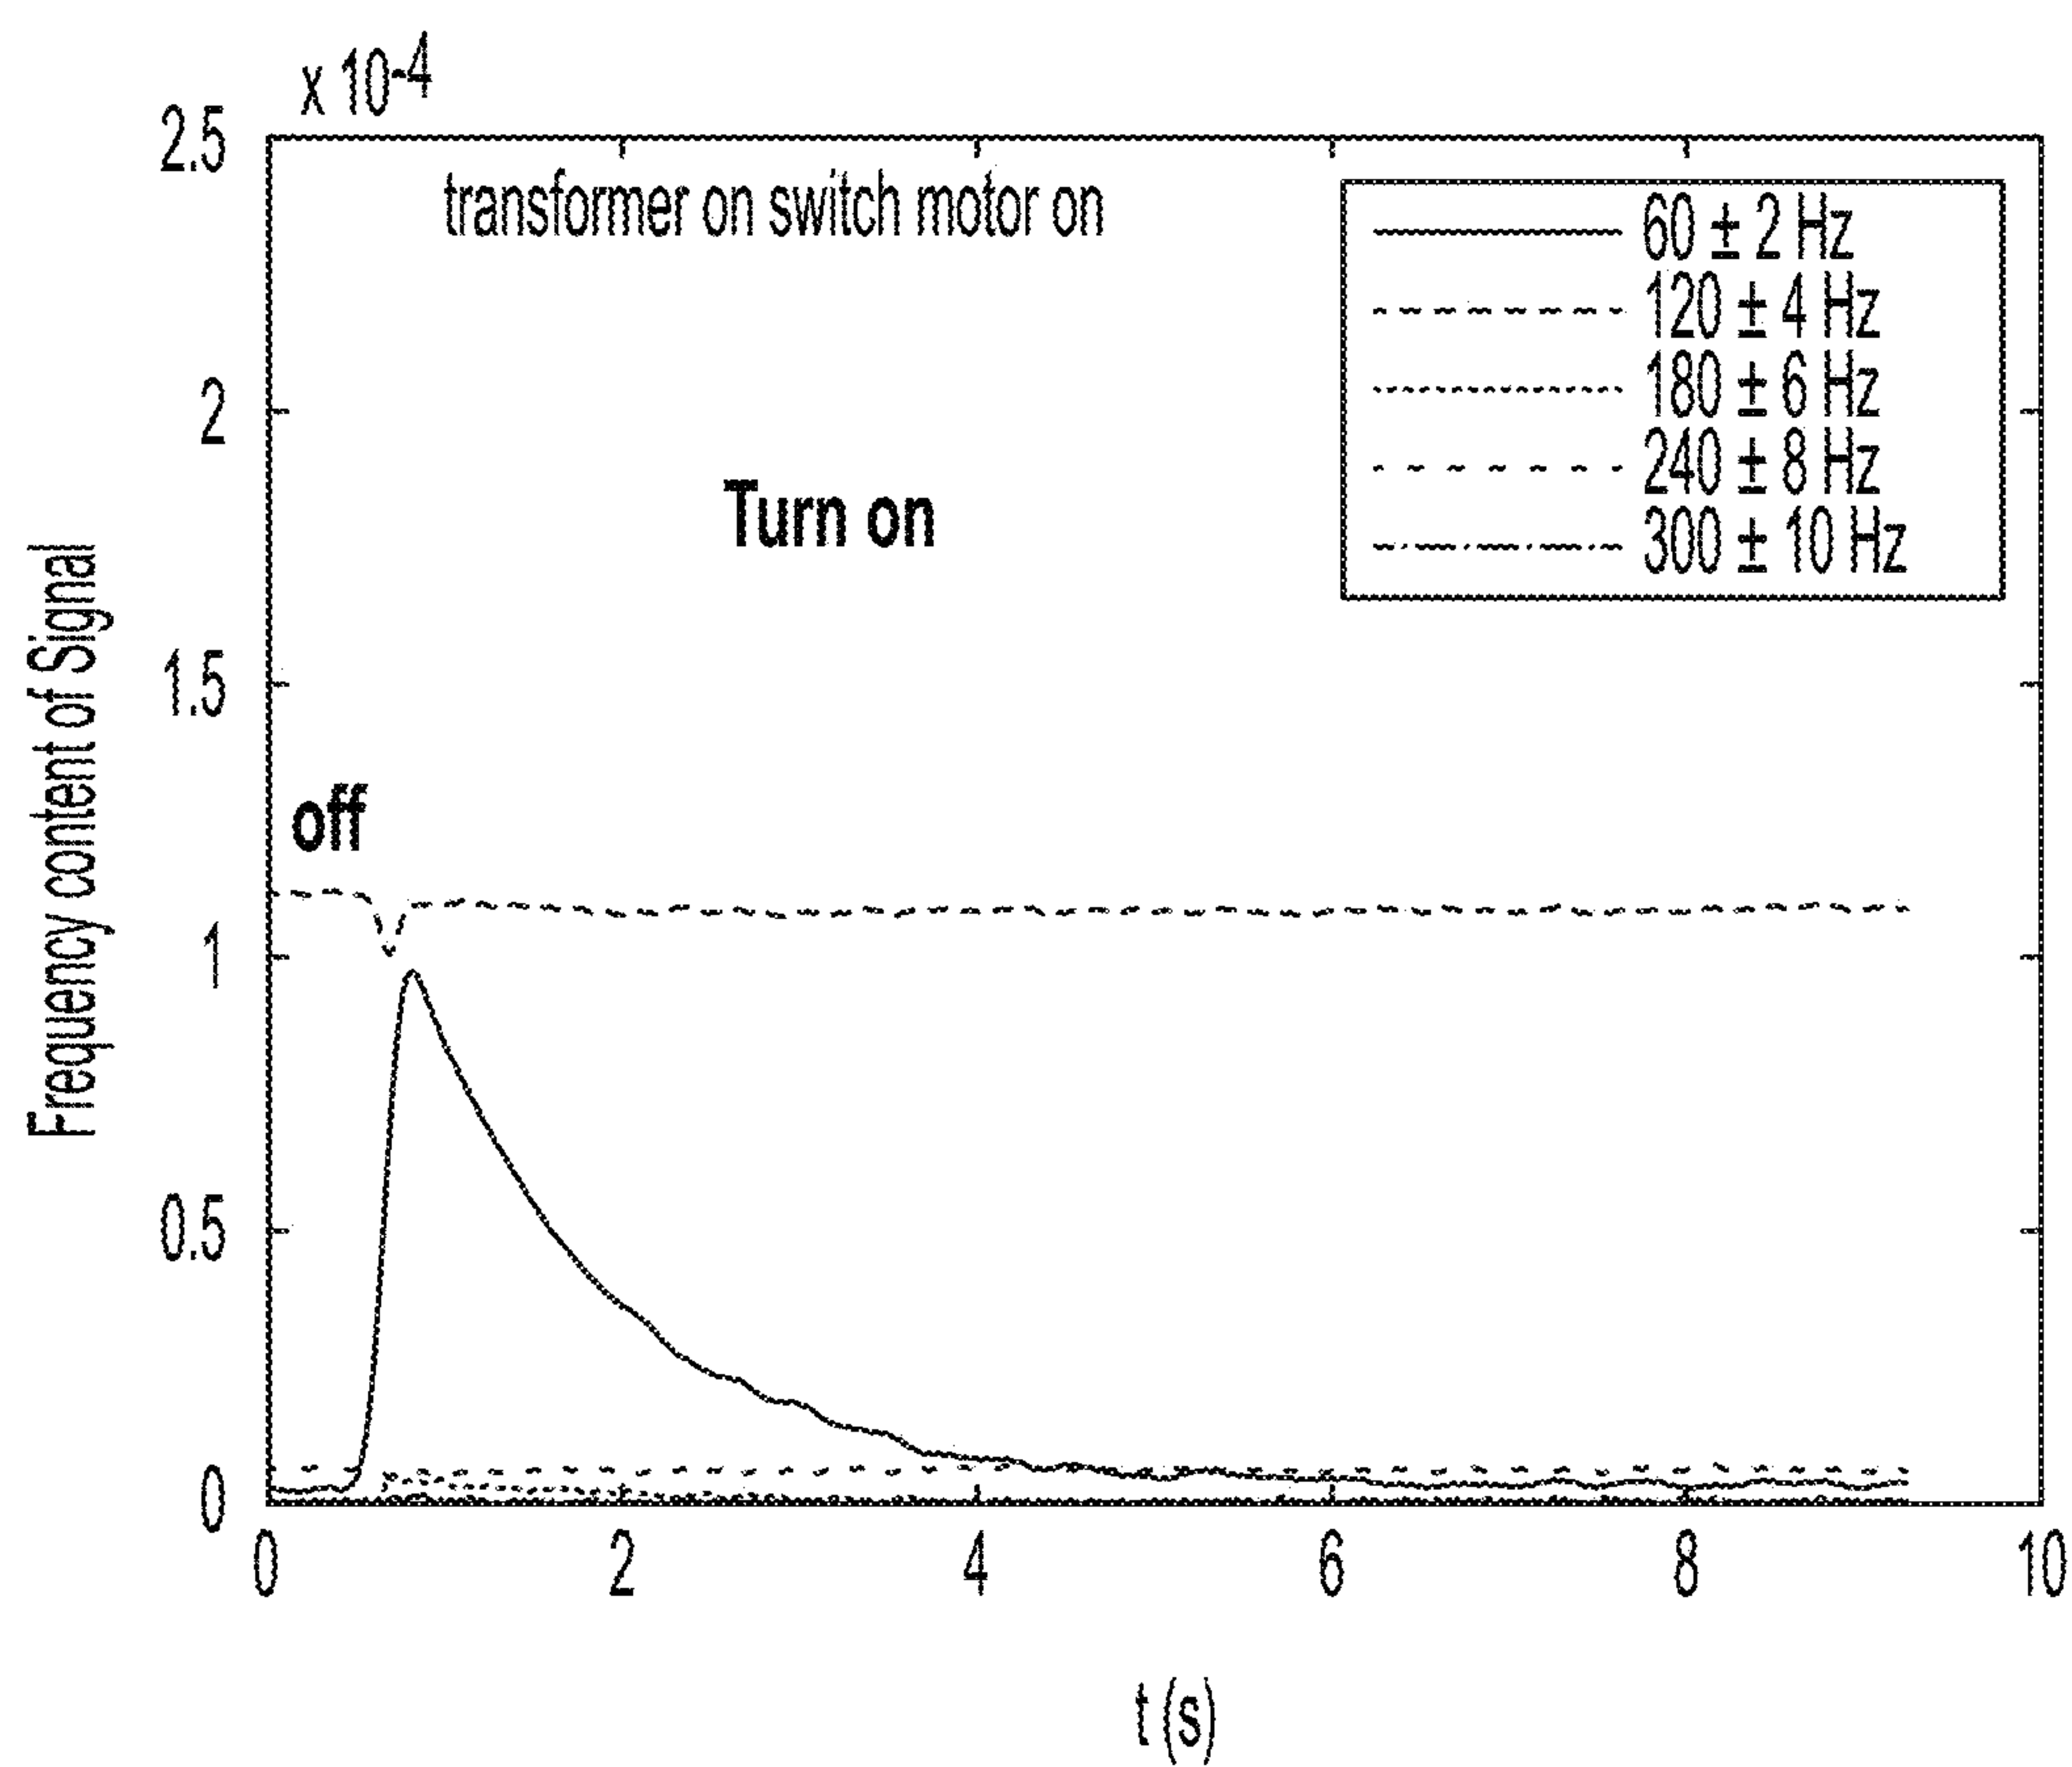 x 10-4
2.5
transformer on switch motor on
60 ± 2 Hz
120 ± 4 Hz
180 ± 6 Hz
240 ± 8 Hz
300 ± 10 Hz
2
Turn on
1.5
Frequency content of Signal
off
1
0.5
0
0
2
4
6
8
10
t (s)